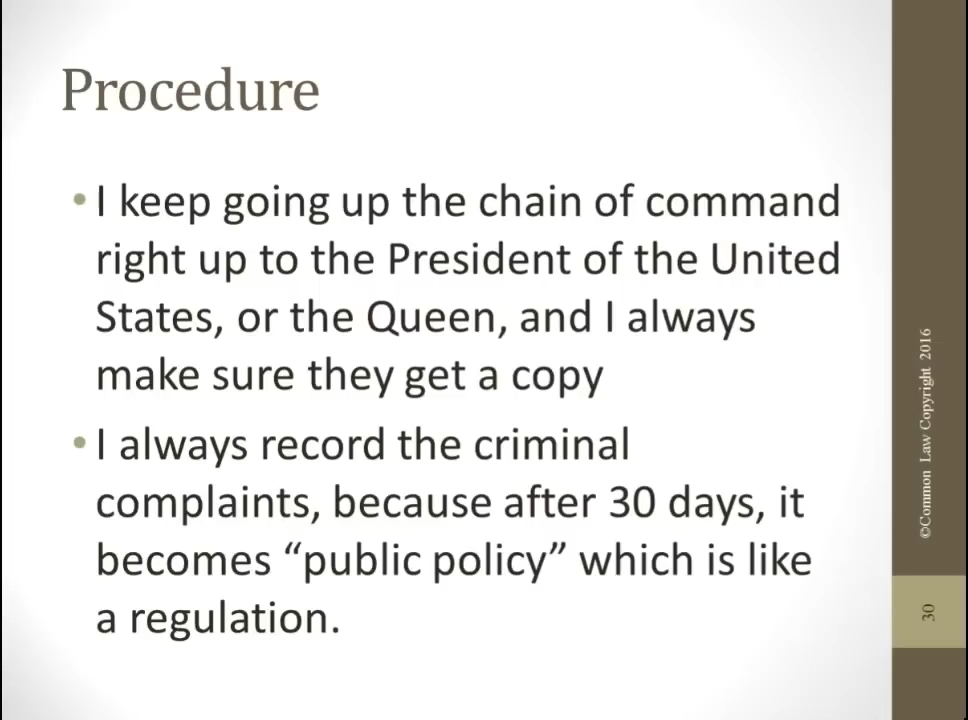 Procedure
• I keep going up the chain of command
right up to the President of the United
States, or the Queen, and I always
make sure they get a copy
• I always record the criminal
complaints, because after 30 days, it
becomes “public policy” which is like
a regulation.
©Common Law Copyright 2016
30